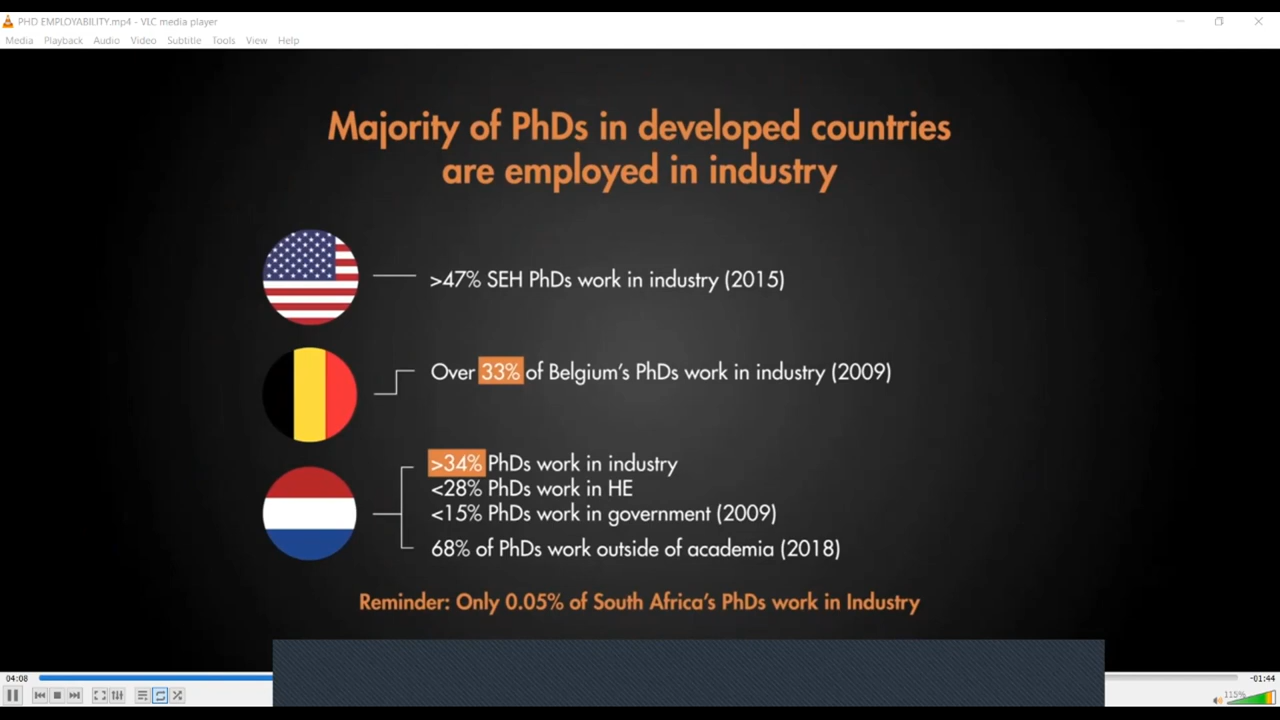 PHD EMPLOYABILITY.mp4 - VLC media player
Media Playback Audio Video Subtitle Tools View Help
Majority of PhDs in developed countries
are employed in industry
>47% SEH PhDs work in industry (2015)
Over 33% of Belgium's PhDs work in industry (2009)
>34% PhDs work in industry
<28% PhDs work in HE
<15% PhDs work in government (2009)
68% of PhDs work outside of academia (2018)
Reminder: Only 0.05% of South Africa's PhDs work in Industry
04:08
-01:44
115%